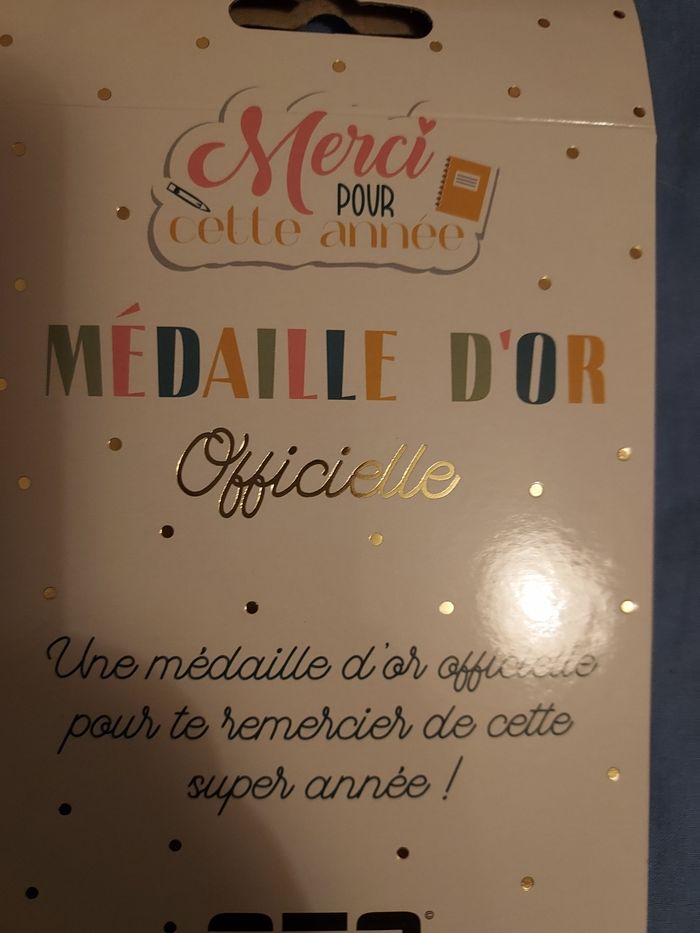 Merci
POUR
cette année
MÉDAILLE D'OR
Officielle
Une médaille d'or officielle
pour te remercier de cette
super année !